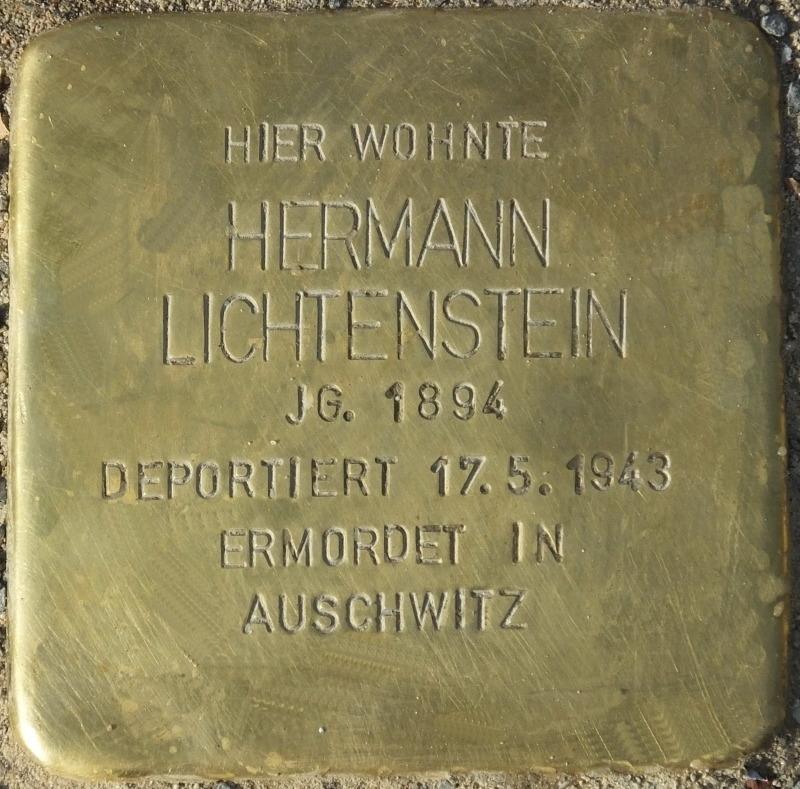 HIER WOHNTE
HERMANN
LICHTENSTEIN
JG. 1894
DEPORTIERT 17.5.1943
ERMORDET IN
AUSCHWITZ